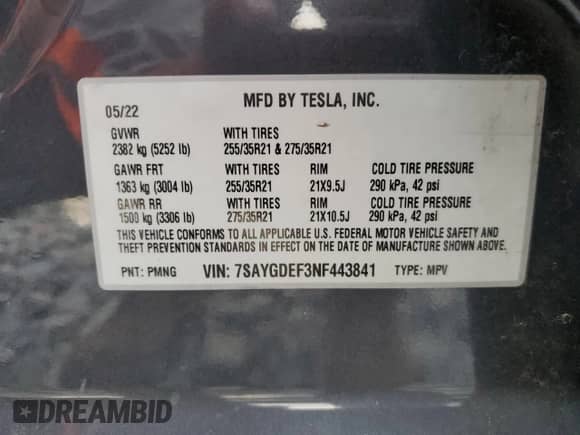 05/22 MFD BY TESLA, INC.
GVWR WITH TIRES
2382 kg (5252 lb) 255/35R21 & 275/35R21
GAWR FRT WITH TIRES RIM COLD TIRE PRESSURE
1363 kg (3004 lb) 255/35R21 21X9.5J 290 kPa, 42 psi
GAWR RR WITH TIRES RIM COLD TIRE PRESSURE
1500 kg (3306 lb) 275/35R21 21X10.5J 290 kPa, 42 psi
THIS VEHICLE CONFORMS TO ALL APPLICABLE U.S. FEDERAL MOTOR VEHICLE SAFETY AND
THEFT PREVENTION STANDARDS IN EFFECT ON THE DATE OF MANUFACTURE SHOWN ABOVE.
PNT: PMNG VIN: 7SAYGDEF3NF443841 TYPE: MPV
DREAMBID